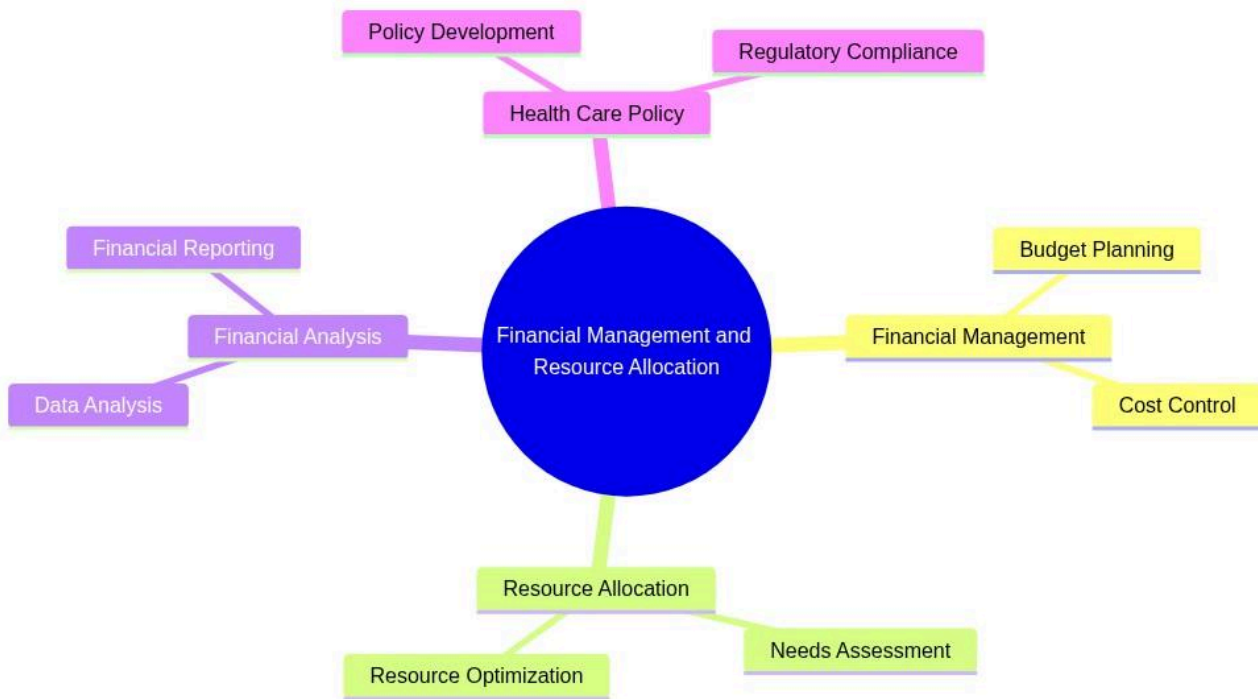 Policy Development
Regulatory Compliance
Health Care Policy
Financial Reporting
Budget Planning
Financial Analysis
Financial Management and
Resource Allocation
Financial Management
Data Analysis
Cost Control
Resource Allocation
Needs Assessment
Resource Optimization